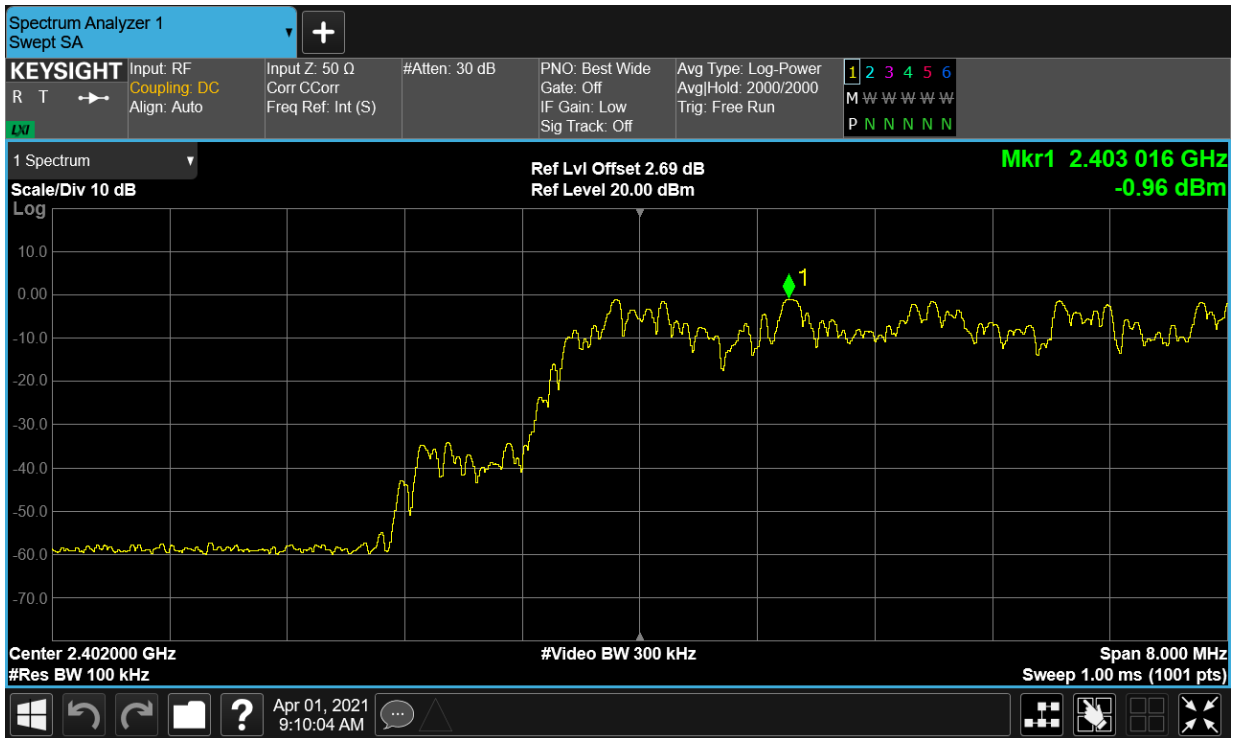 Spectrum Analyzer 1
Swept SA
KEYSIGHT
R T
LXI
Input: RF
Coupling: DC
Align: Auto
Input Z: 50 Ω
Corr CCorr
Freq Ref: Int (S)
#Atten: 30 dB
PNO: Best Wide
Gate: Off
IF Gain: Low
Sig Track: Off
Avg Type: Log-Power
Avg|Hold: 2000/2000
Trig: Free Run
1 2 3 4 5 6
M W W W W W
P N N N N N
1 Spectrum
Scale/Div 10 dB
Log
Ref Lvl Offset 2.69 dB
Ref Level 20.00 dBm
Mkr1 2.403 016 GHz
-0.96 dBm
1
10.0
0.00
-10.0
-20.0
-30.0
-40.0
-50.0
-60.0
-70.0
Center 2.402000 GHz
#Res BW 100 kHz
#Video BW 300 kHz
Span 8.000 MHz
Sweep 1.00 ms (1001 pts)
?
Apr 01, 2021
9:10:04 AM